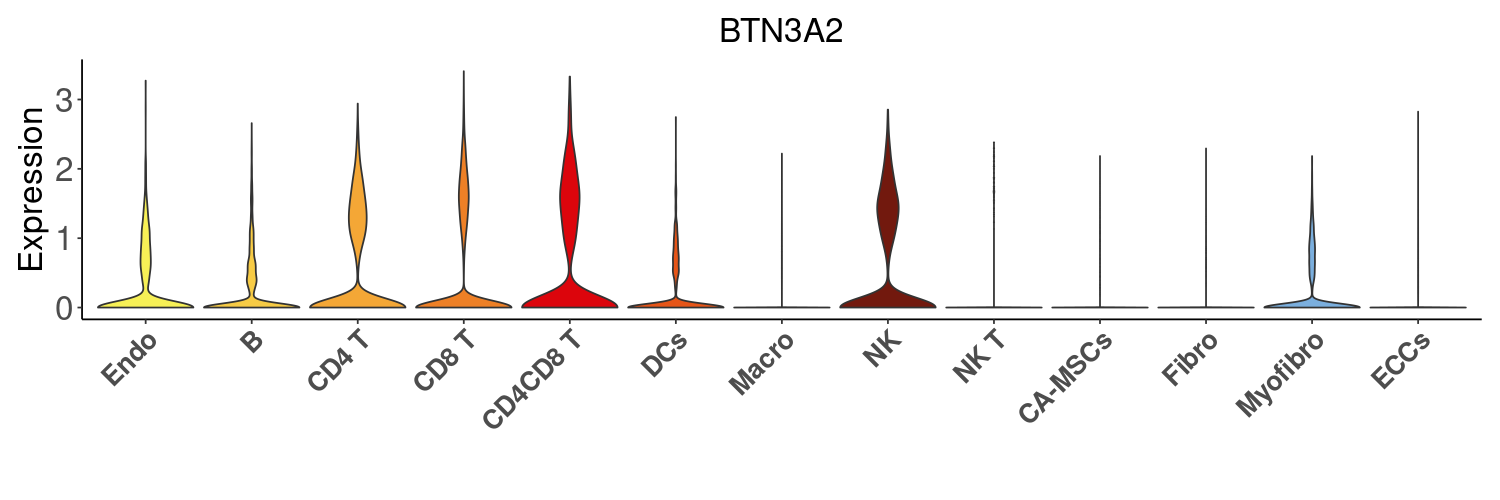 BTN3A2
Expression
3
2
1
0
Endo
B
CD4 T
CD8 T
CD4CD8 T
DCs
Macro
NK
NK T
CA-MSCs
Fibro
Myofibro
ECCs